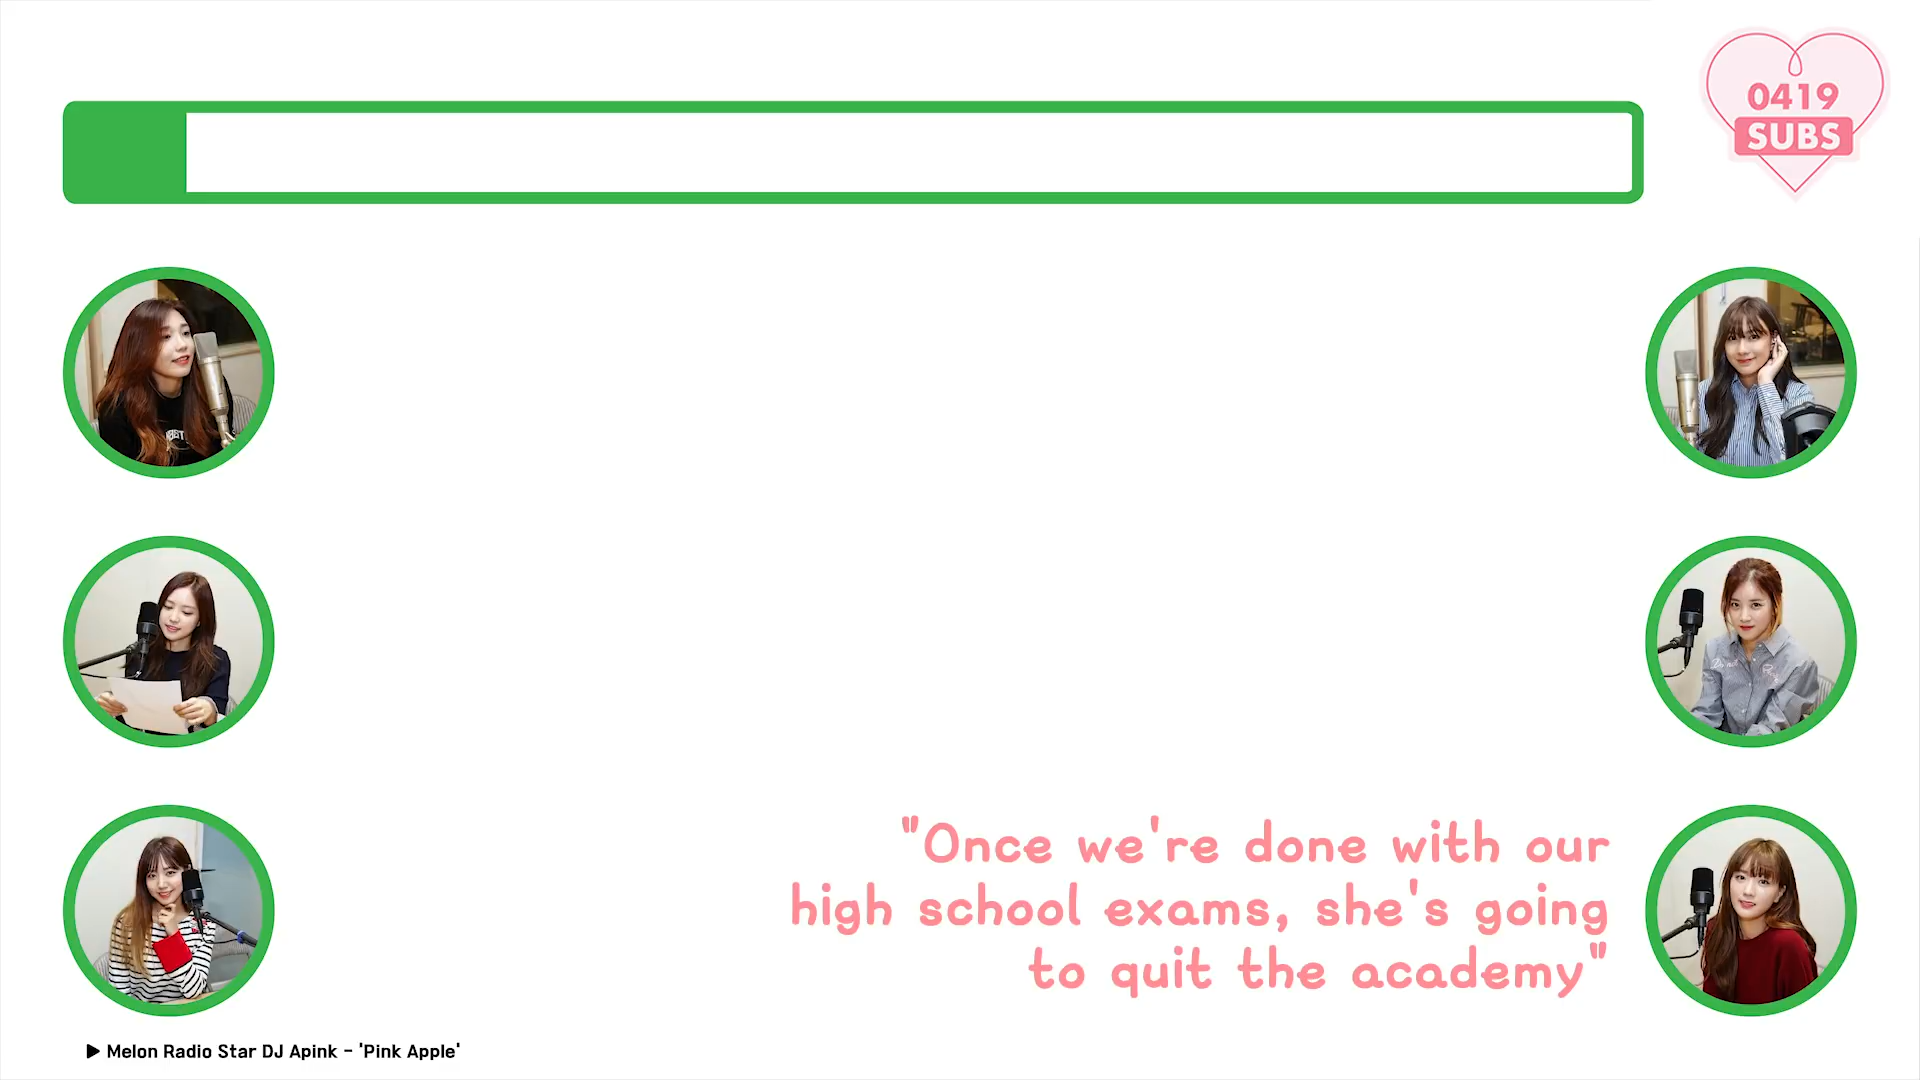 0419
SUBS
"Once we're done with our
high school exams, she's going
to quit the academy"
▶ Melon Radio Star DJ Apink - 'Pink Apple'